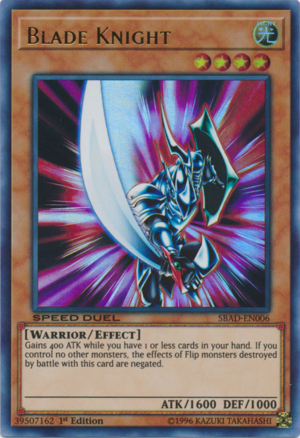 BLADE KNIGHT
光
SPEED DUEL
SBAD-EN006
[WARRIOR/EFFECT]
Gains 400 ATK while you have 1 or less cards in your hand. If you
control no other monsters, the effects of Flip monsters destroyed
by battle with this card are negated.
ATK/1600 DEF/1000
39507162 1st Edition
©1996 KAZUKI TAKAHASHI